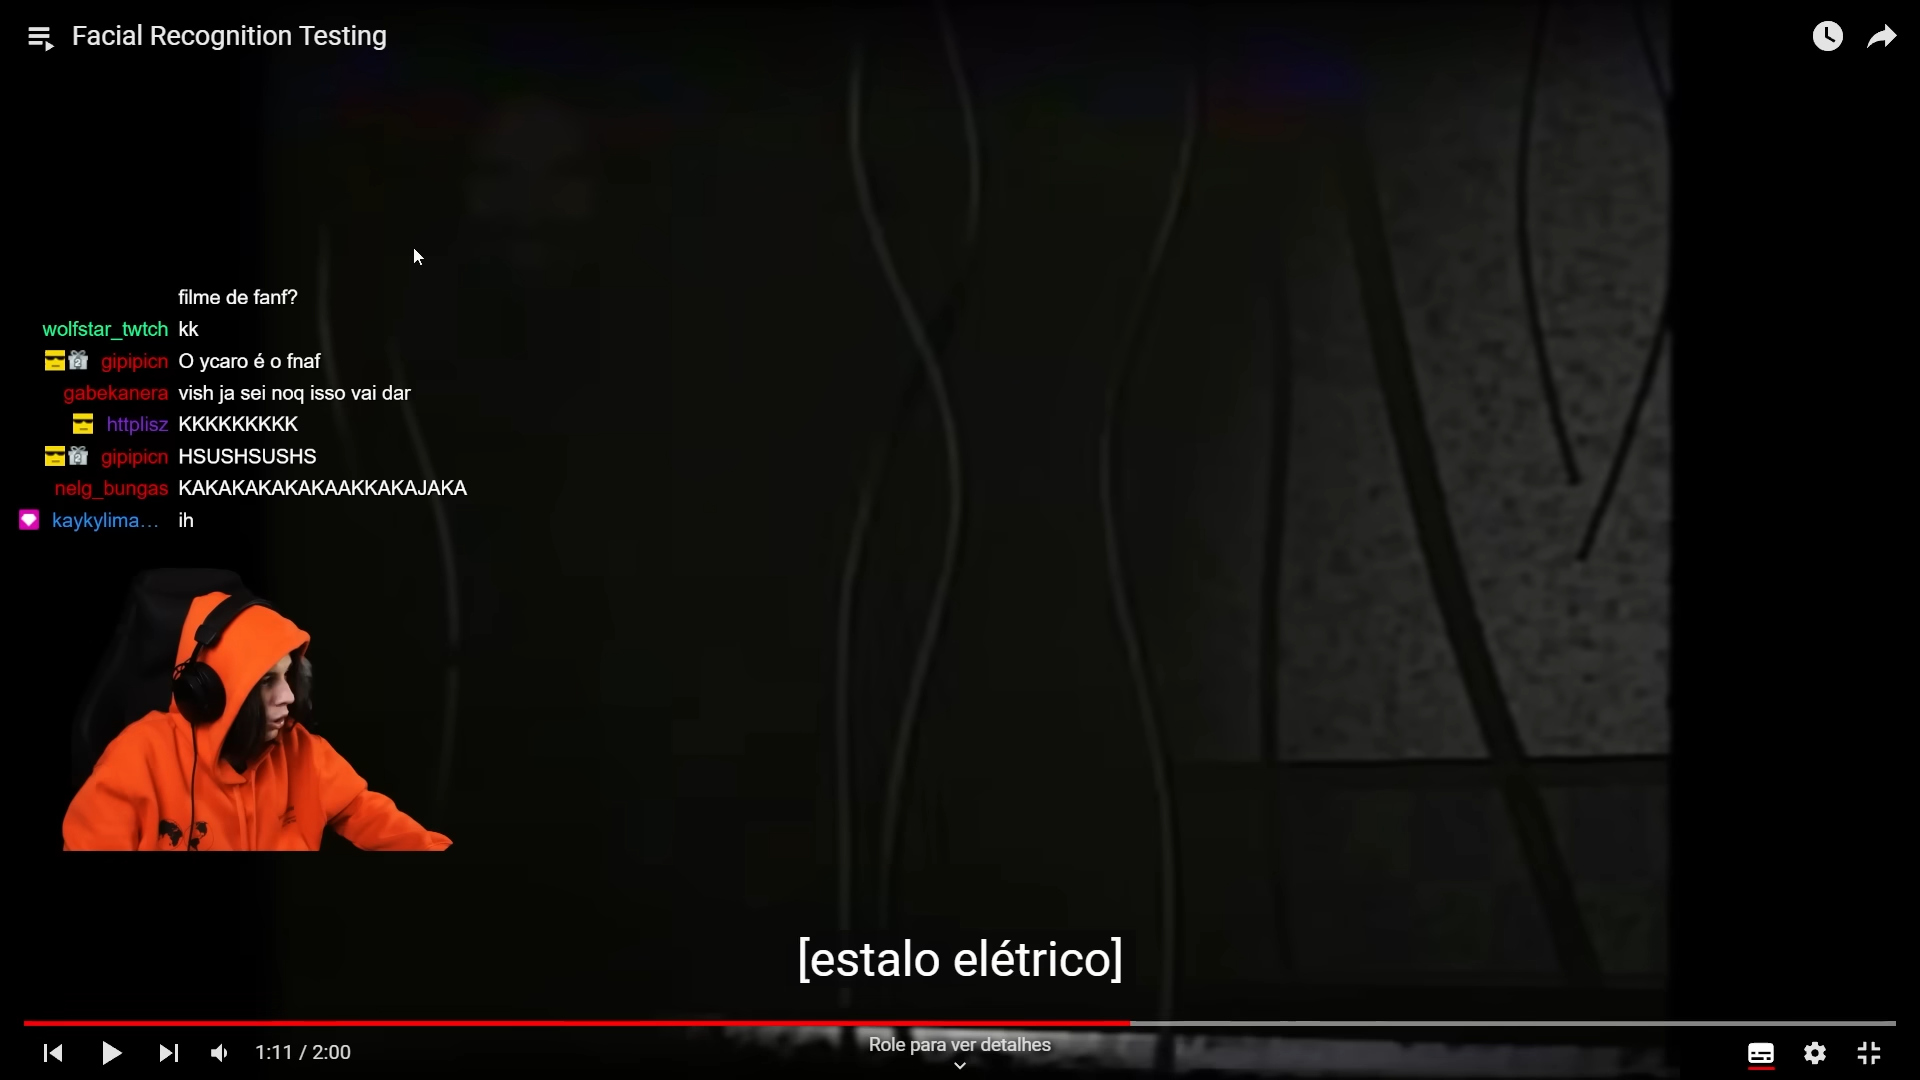 Facial Recognition Testing
filme de fanf?
wolfstar_twtch kk
gipipicn O ycaro é o fnaf
gabekanera vish ja sei noq isso vai dar
httplisz KKKKKKKKK
gipipicn HSUSHSUSHS
nelg_bungas KAKAKAKAKAKAAKKAKAJAKA
kaykylima... ih
[estalo elétrico]
1:11 / 2:00
Role para ver detalhes